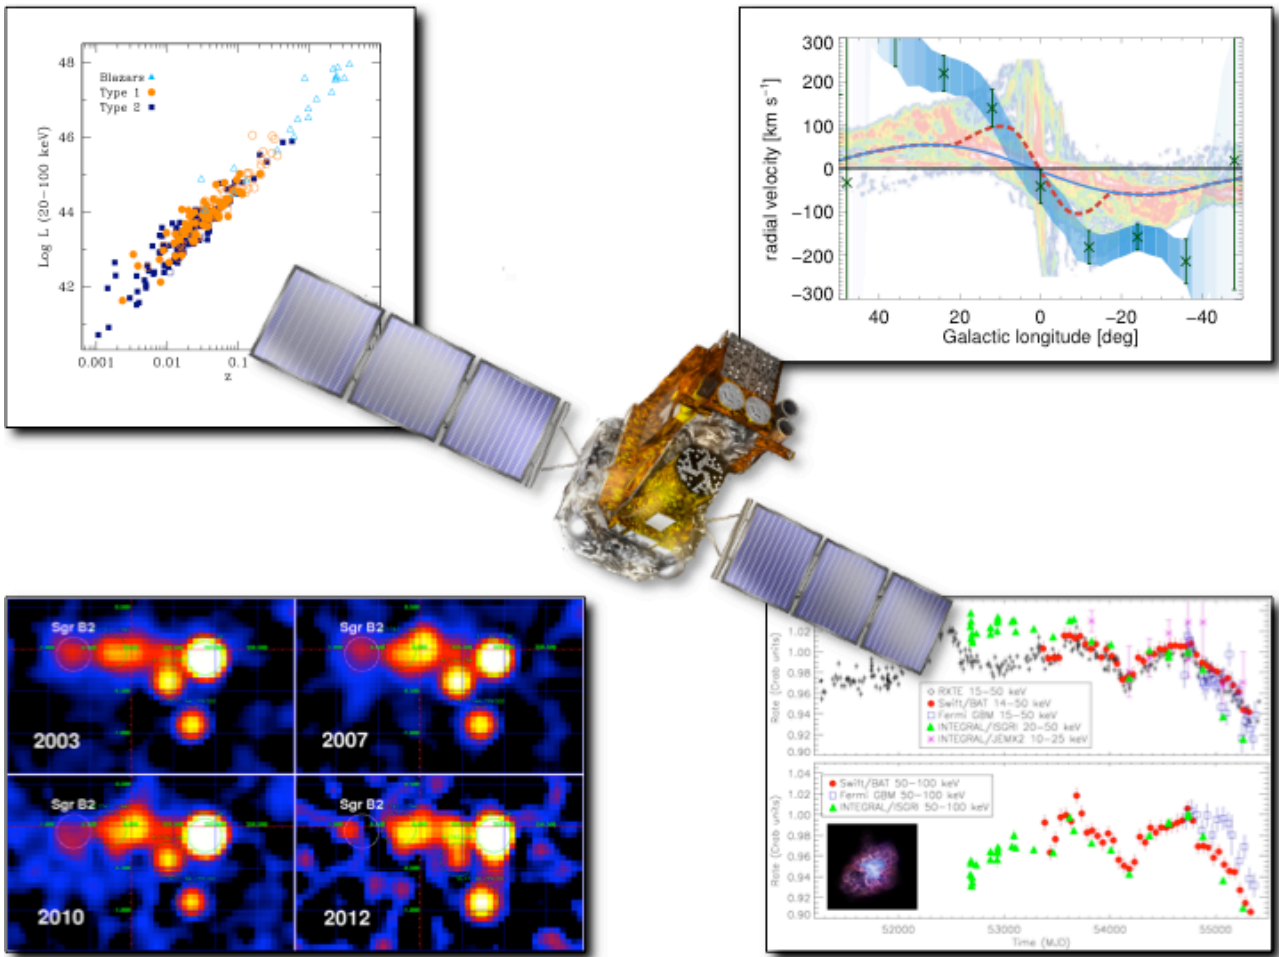 48
46
44
42
Log L (20-100 keV)
Blazars
Type 1
Type 2
0.001 0.01 0.1
z
300
200
100
0
-100
-200
-300
radial velocity [km s⁻¹]
40 20 0 -20 -40
Galactic longitude [deg]
Sgr B2
2003
Sgr B2
2007
Sgr B2
2010
Sgr B2
2012
1.02
1.00
0.98
0.96
0.94
0.92
0.90
Rate [Crab units]
RXTE 15-50 keV
Swift/BAT 14-50 keV
Fermi GBM 15-50 keV
INTEGRAL/ISGRI 20-50 keV
INTEGRAL/JEMX2 10-25 keV
1.04
1.02
1.00
0.98
0.96
0.94
0.92
0.90
Rate [Crab units]
Swift/BAT 50-100 keV
Fermi GBM 50-100 keV
INTEGRAL/ISGRI 50-100 keV
52000 53000 54000 55000
Time (MJD)